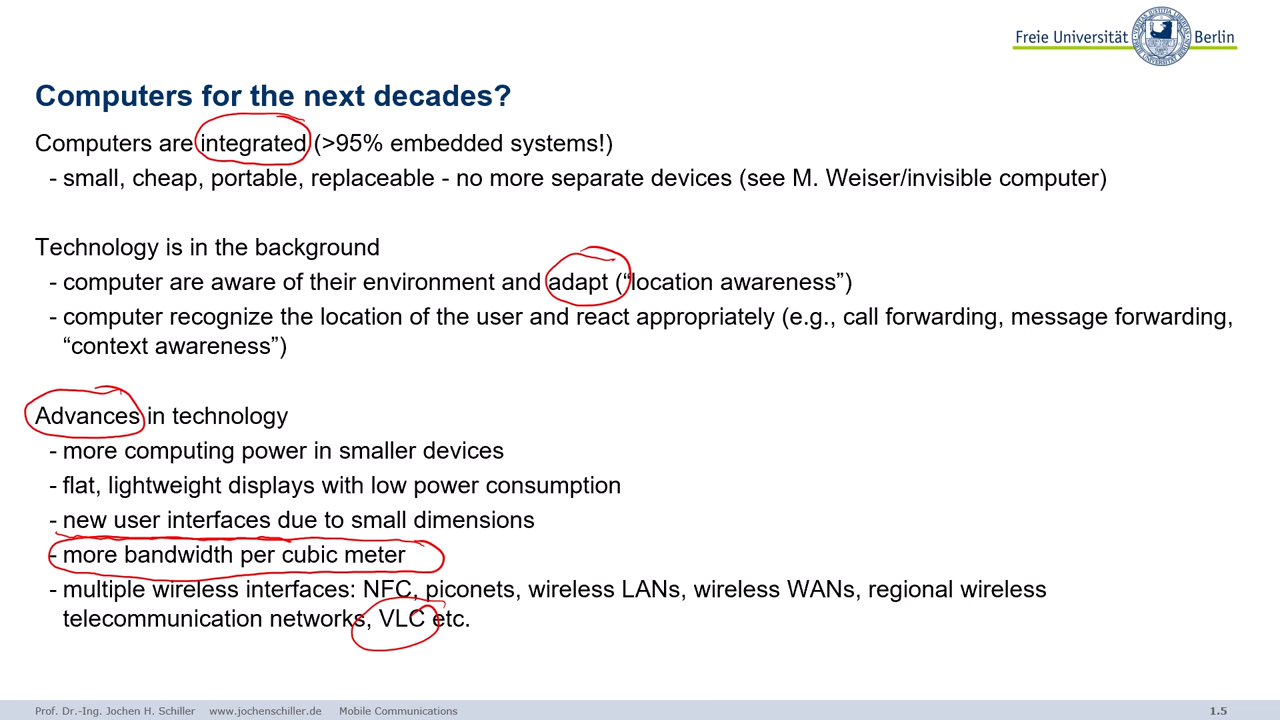 Freie Universität Berlin
Computers for the next decades?
Computers are integrated (>95% embedded systems!)
- small, cheap, portable, replaceable - no more separate devices (see M. Weiser/invisible computer)
Technology is in the background
- computer are aware of their environment and adapt (“location awareness”)
- computer recognize the location of the user and react appropriately (e.g., call forwarding, message forwarding,
“context awareness”)
Advances in technology
- more computing power in smaller devices
- flat, lightweight displays with low power consumption
- new user interfaces due to small dimensions
- more bandwidth per cubic meter
- multiple wireless interfaces: NFC, piconets, wireless LANs, wireless WANs, regional wireless
telecommunication networks, VLC etc.
Prof. Dr.-Ing. Jochen H. Schiller www.jochenschiller.de Mobile Communications 1.5